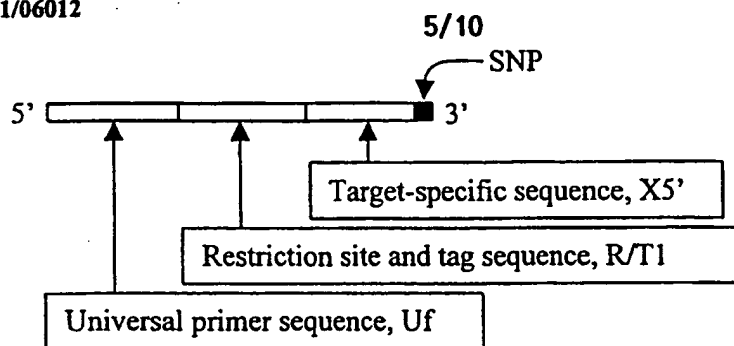 1/06012
5/10
SNP
5' 3'
Target-specific sequence, X5'
Restriction site and tag sequence, R/T1
Universal primer sequence, Uf